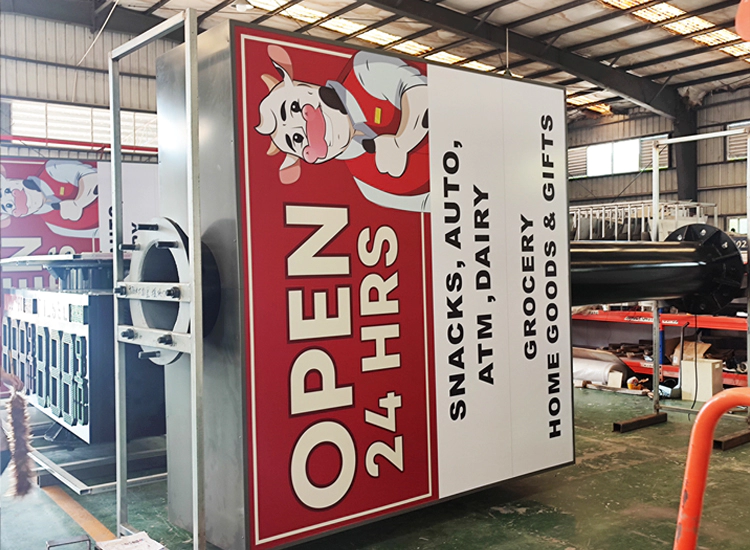 OPEN
24 HRS
SNACKS, AUTO,
ATM ,DAIRY
GROCERY
HOME GOODS & GIFTS